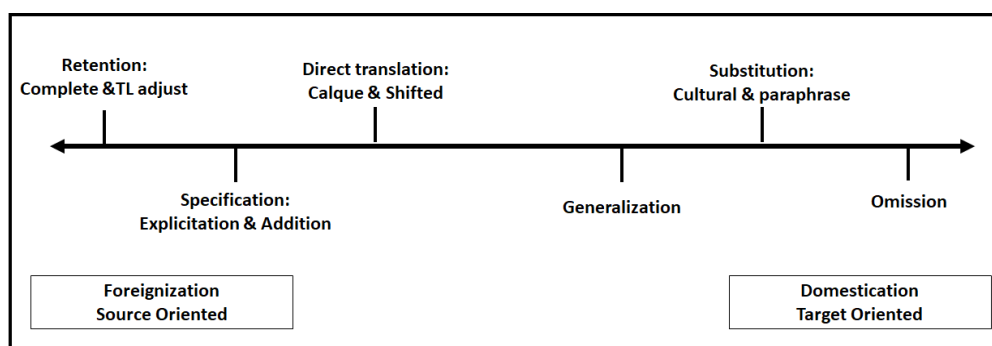 Retention:
Complete &TL adjust
Direct translation:
Calque & Shifted
Substitution:
Cultural & paraphrase
Specification:
Explicitation & Addition
Generalization
Omission
Foreignization
Source Oriented
Domestication
Target Oriented